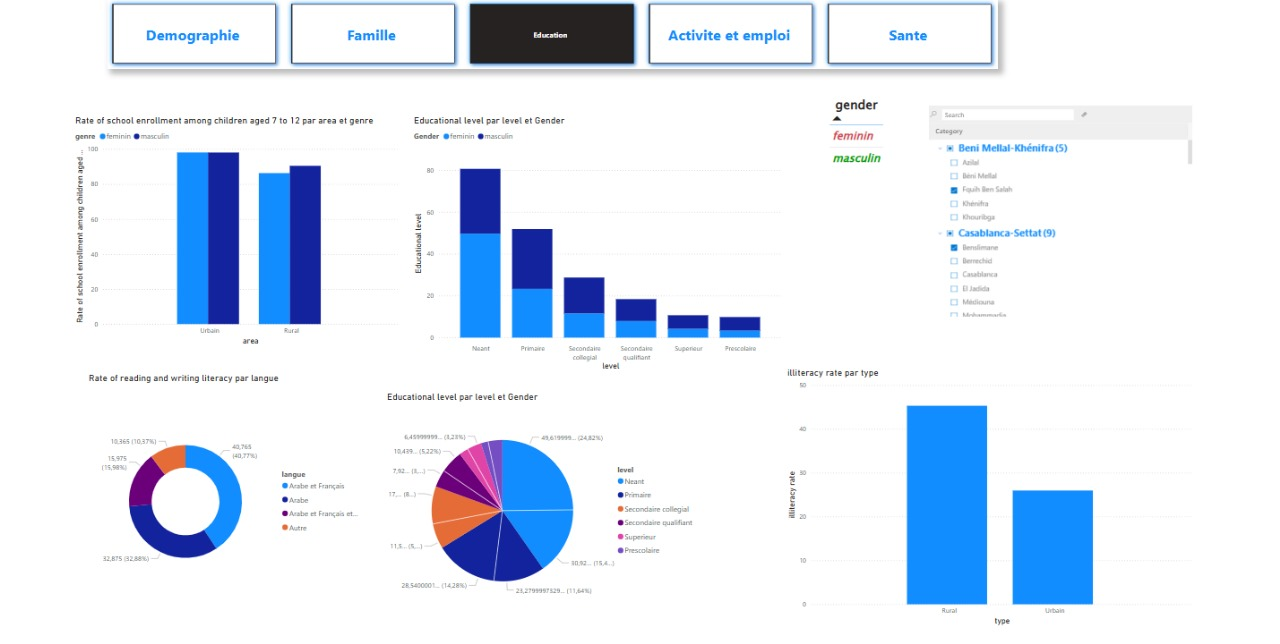 Demographie
Famille
Education
Activite et emploi
Sante
Rate of school enrollment among children aged 7 to 12 par area et genre
genre feminin masculin
Rate of school enrollment among children aged ...
100
80
60
40
20
0
Urbain
Rural
area
Educational level par level et Gender
Gender feminin masculin
Educational level
80
60
40
20
0
Neant
Primaire
Secondaire collegial
Secondaire qualifiant
Superieur
Prescolaire
level
gender
feminin
masculin
Search
Category
Beni Mellal-Khénifra (5)
Azilal
Béni Mellal
Fquih Ben Salah
Khénifra
Khouribga
Casablanca-Settat (9)
Benslimane
Berrechid
Casablanca
El Jadida
Médiouna
Mohammadia
Rate of reading and writing literacy par langue
10,365 (10,37%)
40,765
(40,77%)
15,975
(15,98%)
32,875 (32,88%)
langue
Arabe et Français
Arabe
Arabe et Français et...
Autre
Educational level par level et Gender
6,45999999... (3,23%)
49,619999... (24,82%)
10,439... (5,22%)
7,92... (3,...)
17,... (8...)
11,5... (5,...)
30,92... (15,4...)
28,5400001... (14,28%)
23,2799997329... (11,64%)
level
Neant
Primaire
Secondaire collegial
Secondaire qualifiant
Superieur
Prescolaire
illiteracy rate par type
illiteracy rate
50
40
30
20
10
0
Rural
Urbain
type